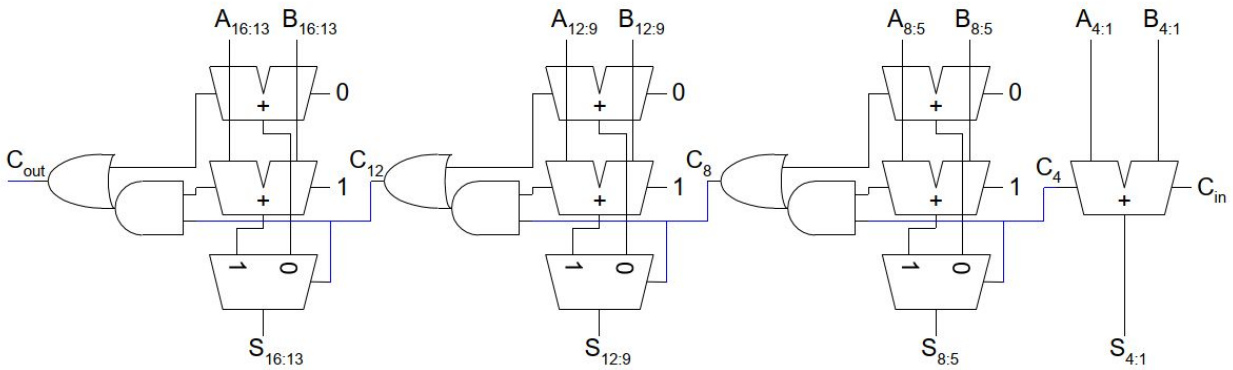 A16:13 B16:13 A12:9 B12:9 A8:5 B8:5 A4:1 B4:1
0 0 0
+ + +
Cout C12 C8 C4
1 1 1 Cin
+ + + +
1 0 1 0 1 0
S16:13 S12:9 S8:5 S4:1